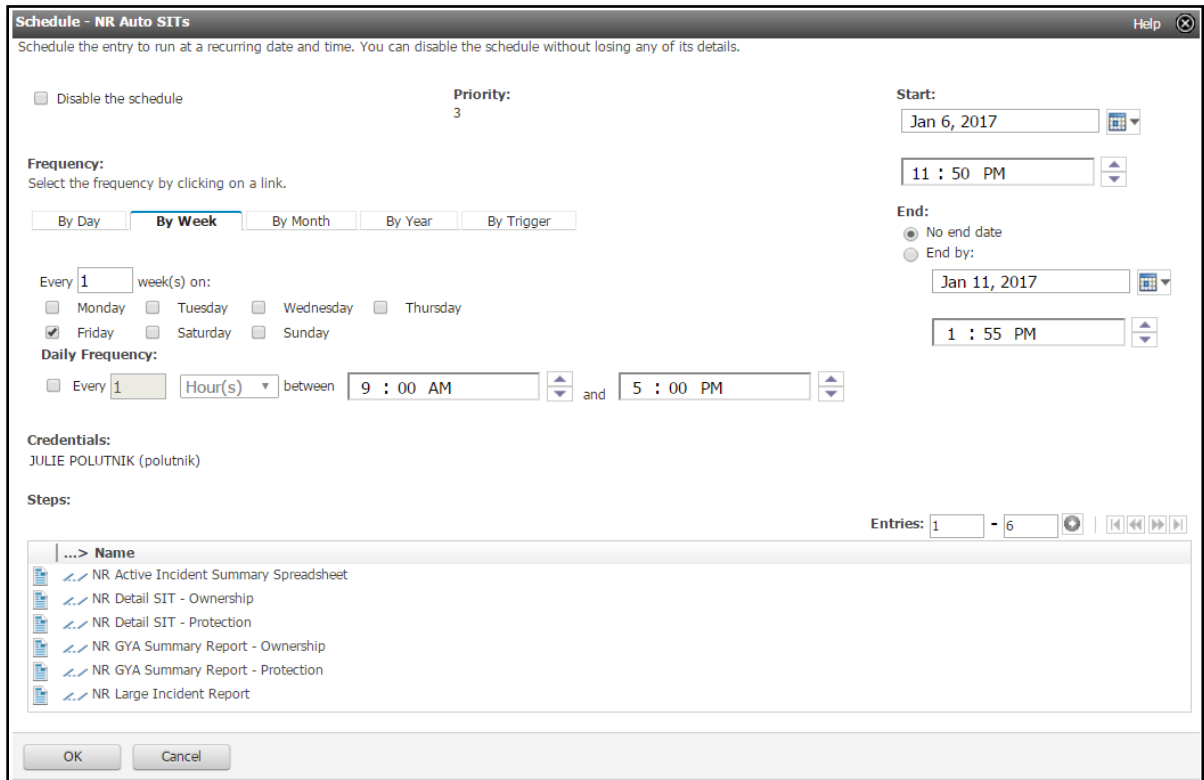 Schedule - NR Auto SITs
Help
Schedule the entry to run at a recurring date and time. You can disable the schedule without losing any of its details.
Disable the schedule
Priority:
3
Start:
Jan 6, 2017
11 : 50 PM
Frequency:
Select the frequency by clicking on a link.
By Day By Week By Month By Year By Trigger
End:
No end date
End by:
Jan 11, 2017
1 : 55 PM
Every 1 week(s) on:
Monday Tuesday Wednesday Thursday
Friday Saturday Sunday
Daily Frequency:
Every 1 Hour(s) between 9 : 00 AM and 5 : 00 PM
Credentials:
JULIE POLUTNIK (polutnik)
Steps:
Entries: 1 - 6
...> Name
NR Active Incident Summary Spreadsheet
NR Detail SIT - Ownership
NR Detail SIT - Protection
NR GYA Summary Report - Ownership
NR GYA Summary Report - Protection
NR Large Incident Report
OK Cancel